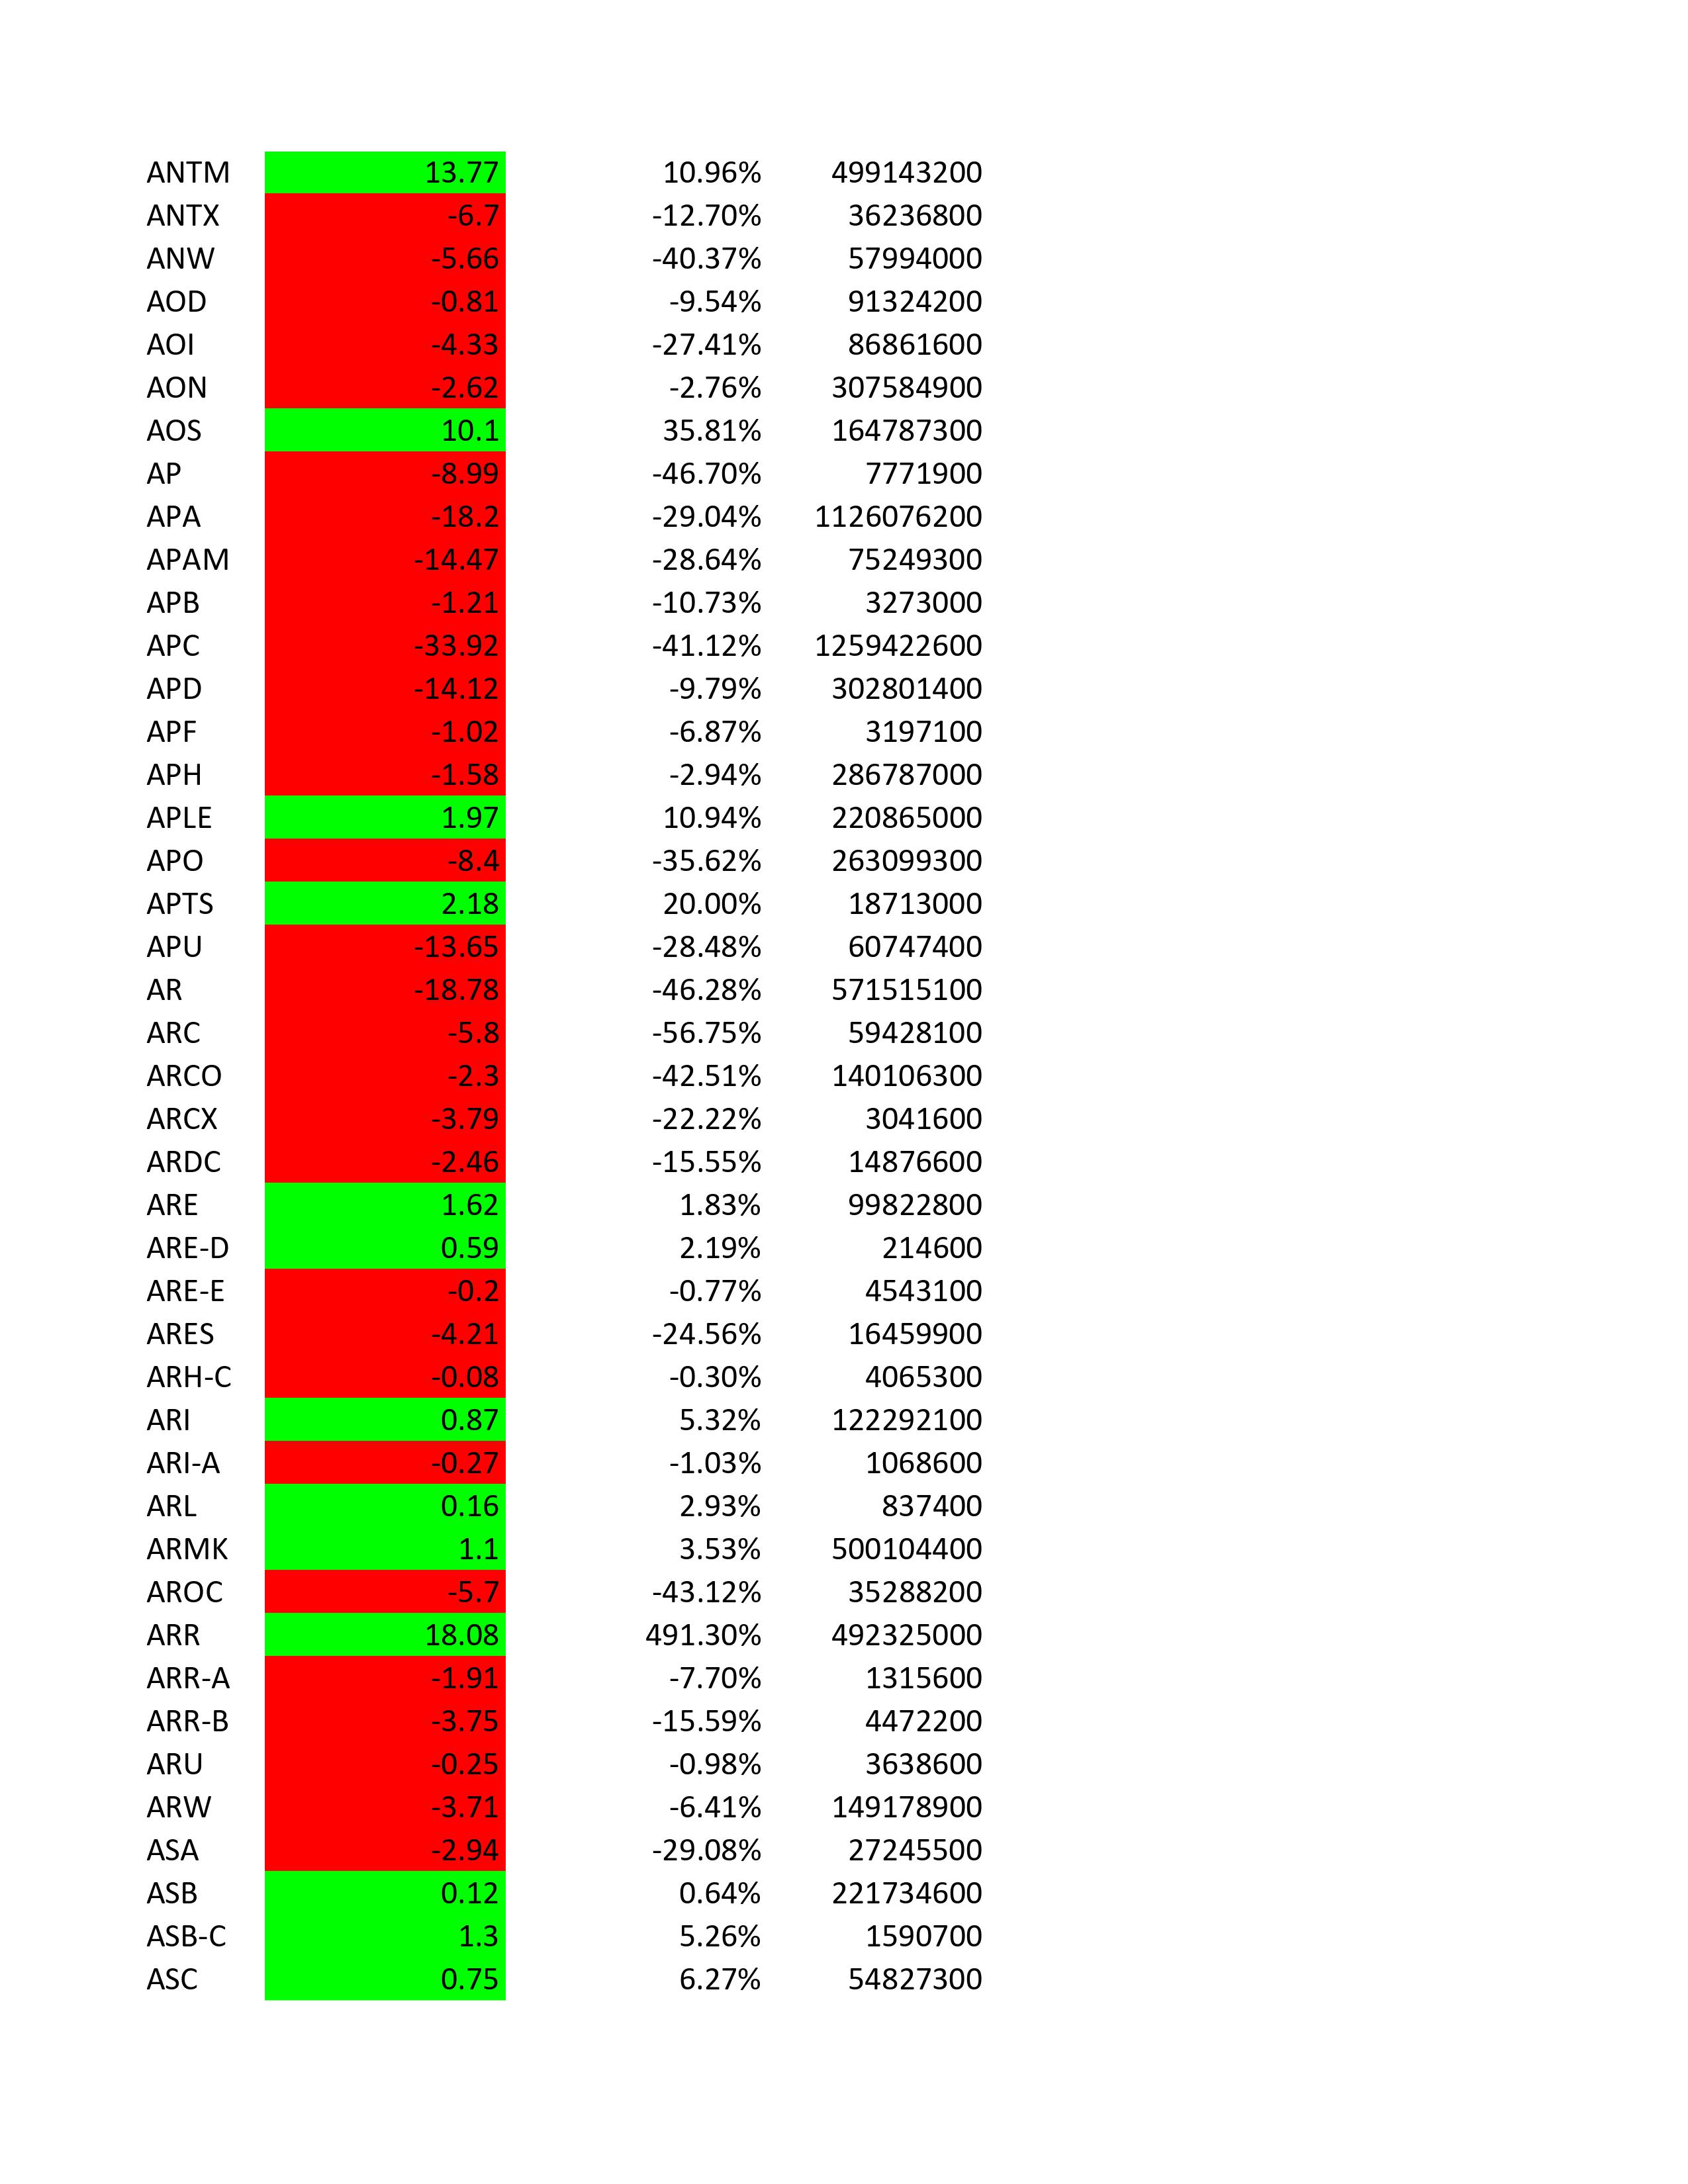 ANTM 13.77 10.96% 499143200
ANTX -6.7 -12.70% 36236800
ANW -5.66 -40.37% 57994000
AOD -0.81 -9.54% 91324200
AOI -4.33 -27.41% 86861600
AON -2.62 -2.76% 307584900
AOS 10.1 35.81% 164787300
AP -8.99 -46.70% 7771900
APA -18.2 -29.04% 1126076200
APAM -14.47 -28.64% 75249300
APB -1.21 -10.73% 3273000
APC -33.92 -41.12% 1259422600
APD -14.12 -9.79% 302801400
APF -1.02 -6.87% 3197100
APH -1.58 -2.94% 286787000
APLE 1.97 10.94% 220865000
APO -8.4 -35.62% 263099300
APTS 2.18 20.00% 18713000
APU -13.65 -28.48% 60747400
AR -18.78 -46.28% 571515100
ARC -5.8 -56.75% 59428100
ARCO -2.3 -42.51% 140106300
ARCX -3.79 -22.22% 3041600
ARDC -2.46 -15.55% 14876600
ARE 1.62 1.83% 99822800
ARE-D 0.59 2.19% 214600
ARE-E -0.2 -0.77% 4543100
ARES -4.21 -24.56% 16459900
ARH-C -0.08 -0.30% 4065300
ARI 0.87 5.32% 122292100
ARI-A -0.27 -1.03% 1068600
ARL 0.16 2.93% 837400
ARMK 1.1 3.53% 500104400
AROC -5.7 -43.12% 35288200
ARR 18.08 491.30% 492325000
ARR-A -1.91 -7.70% 1315600
ARR-B -3.75 -15.59% 4472200
ARU -0.25 -0.98% 3638600
ARW -3.71 -6.41% 149178900
ASA -2.94 -29.08% 27245500
ASB 0.12 0.64% 221734600
ASB-C 1.3 5.26% 1590700
ASC 0.75 6.27% 54827300